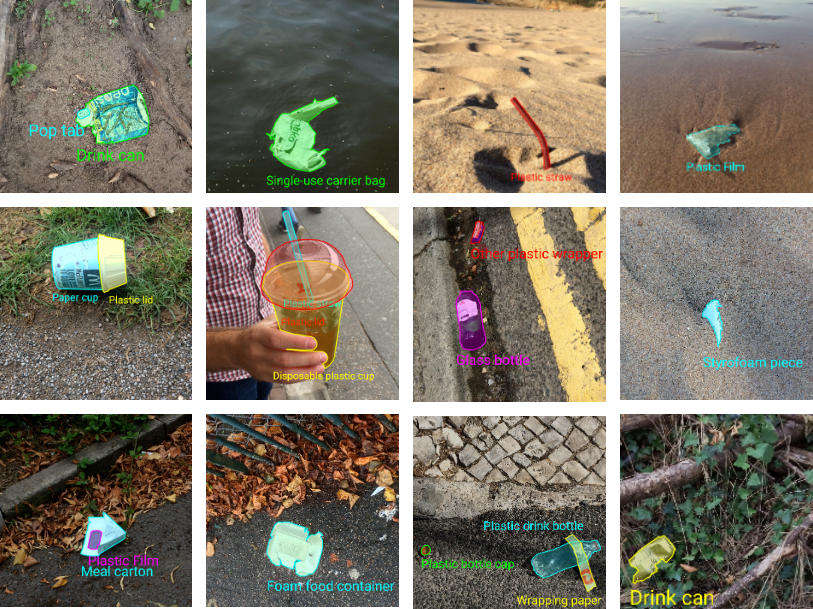 Pop tab
Drink can
Single-use carrier bag
Plastic straw
Plastic Film
Paper cup
Plastic lid
Plastic straw
Plastic lid
Disposable plastic cup
Other plastic wrapper
Glass bottle
Styrofoam piece
Plastic Film
Meal carton
Foam food container
Plastic drink bottle
Plastic bottle cap
Wrapping paper
Drink can